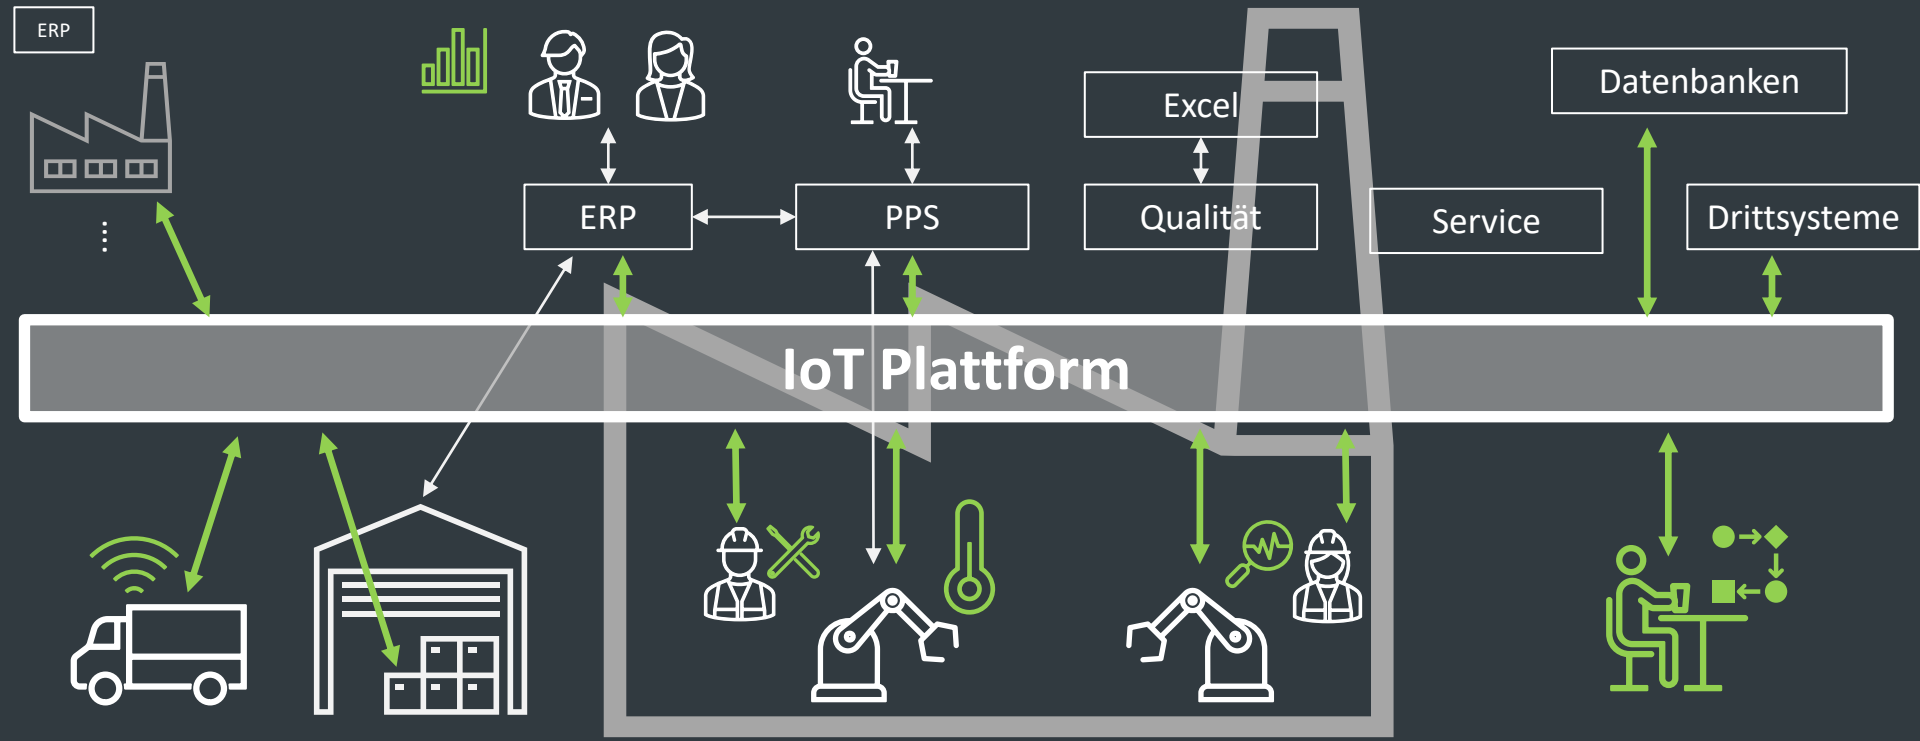 ERP
Excel
Datenbanken
ERP
PPS
Qualität
Service
Drittsysteme
IoT Plattform